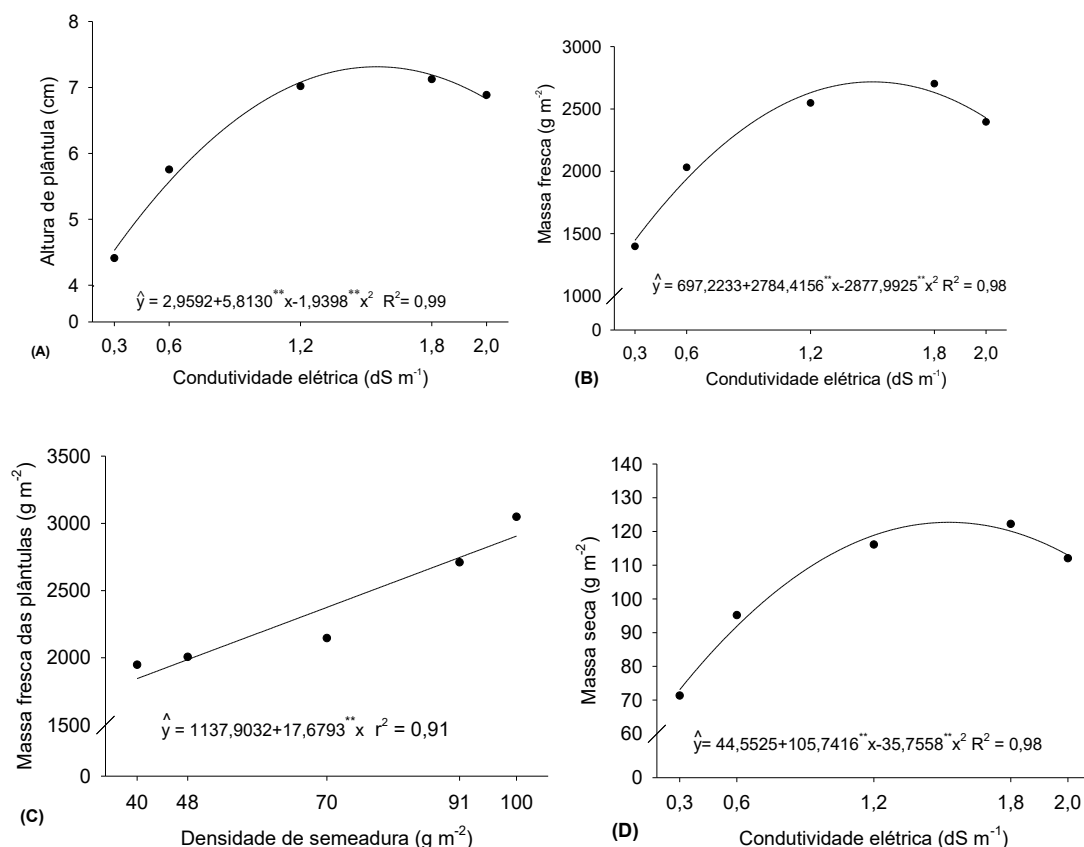 8
7
6
5
4
0
Altura de plântula (cm)
ŷ = 2,9592+5,8130**x-1,9398**x² R²= 0,99
0,3 0,6 1,2 1,8 2,0
(A)
Condutividade elétrica (dS m⁻¹)
3000
2500
2000
1500
1000
0
Massa fresca (g m⁻²)
ŷ = 697,2233+2784,4156**x-2877,9925**x² R² = 0,98
0,3 0,6 1,2 1,8 2,0
(B)
Condutividade elétrica (dS m⁻¹)
3500
3000
2500
2000
1500
0
Massa fresca das plântulas (g m⁻²)
ŷ = 1137,9032+17,6793**x r² = 0,91
40 48 70 91 100
(C)
Densidade de semeadura (g m⁻²)
140
130
120
110
100
90
80
70
60
0
Massa seca (g m⁻²)
ŷ= 44,5525+105,7416**x-35,7558**x² R² = 0,98
0,3 0,6 1,2 1,8 2,0
(D)
Condutividade elétrica (dS m⁻¹)